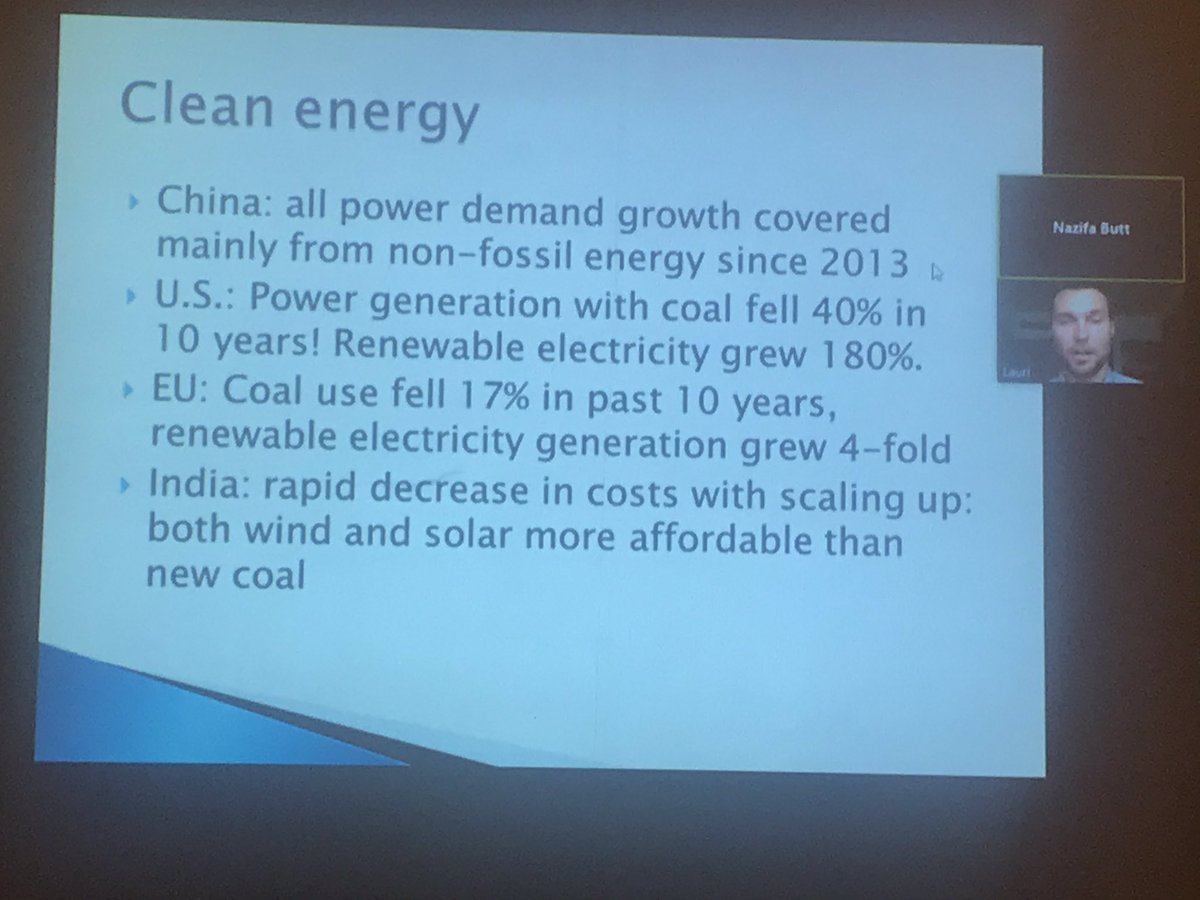 Clean energy
China: all power demand growth covered
mainly from non-fossil energy since 2013
U.S.: Power generation with coal fell 40% in
10 years! Renewable electricity grew 180%.
EU: Coal use fell 17% in past 10 years,
renewable electricity generation grew 4-fold
India: rapid decrease in costs with scaling up:
both wind and solar more affordable than
new coal
Nazifa Butt
Lauri